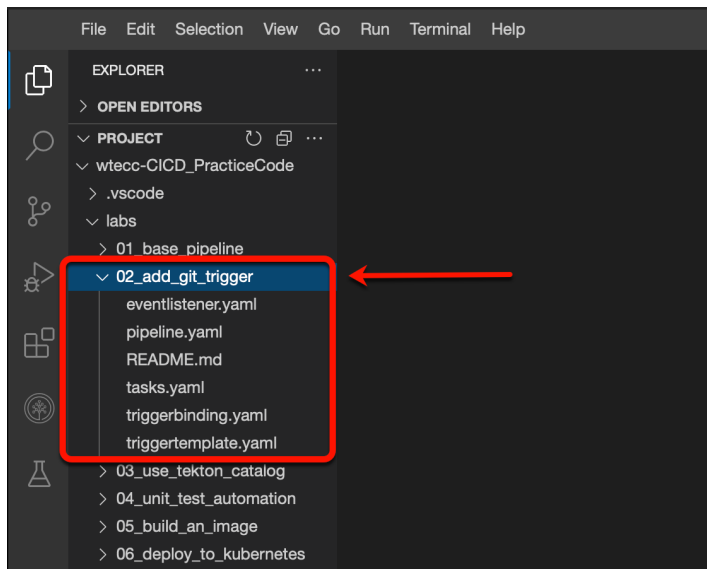 File Edit Selection View Go Run Terminal Help
EXPLORER
OPEN EDITORS
PROJECT
wtecc-CICD_PracticeCode
.vscode
labs
01_base_pipeline
02_add_git_trigger
eventlistener.yaml
pipeline.yaml
README.md
tasks.yaml
triggerbinding.yaml
triggertemplate.yaml
03_use_tekton_catalog
04_unit_test_automation
05_build_an_image
06_deploy_to_kubernetes